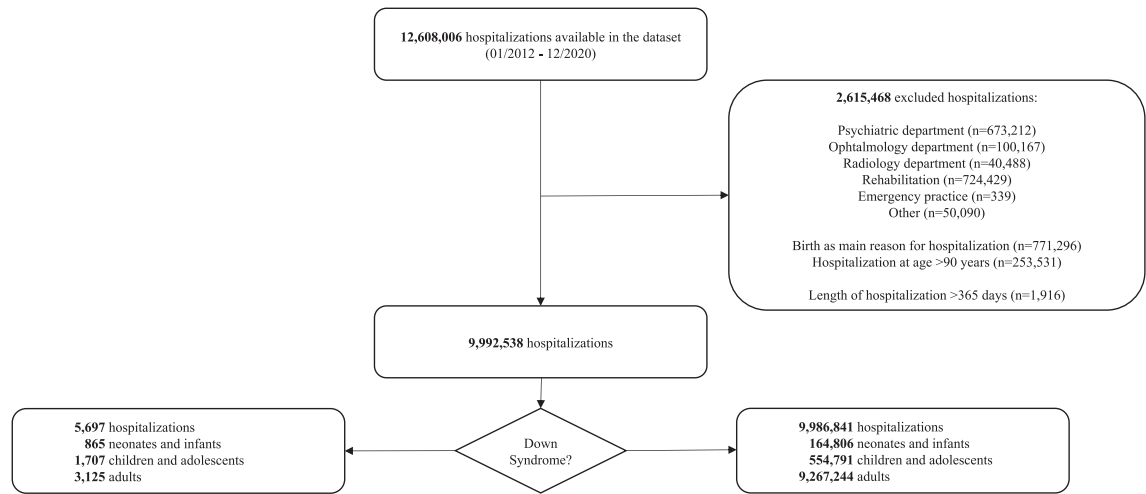 12,608,006 hospitalizations available in the dataset
(01/2012 - 12/2020)
2,615,468 excluded hospitalizations:
Psychiatric department (n=673,212)
Ophtalmology department (n=100,167)
Radiology department (n=40,488)
Rehabilitation (n=724,429)
Emergency practice (n=339)
Other (n=50,090)
Birth as main reason for hospitalization (n=771,296)
Hospitalization at age >90 years (n=253,531)
Length of hospitalization >365 days (n=1,916)
9,992,538 hospitalizations
5,697 hospitalizations
865 neonates and infants
1,707 children and adolescents
3,125 adults
Down
Syndrome?
9,986,841 hospitalizations
164,806 neonates and infants
554,791 children and adolescents
9,267,244 adults